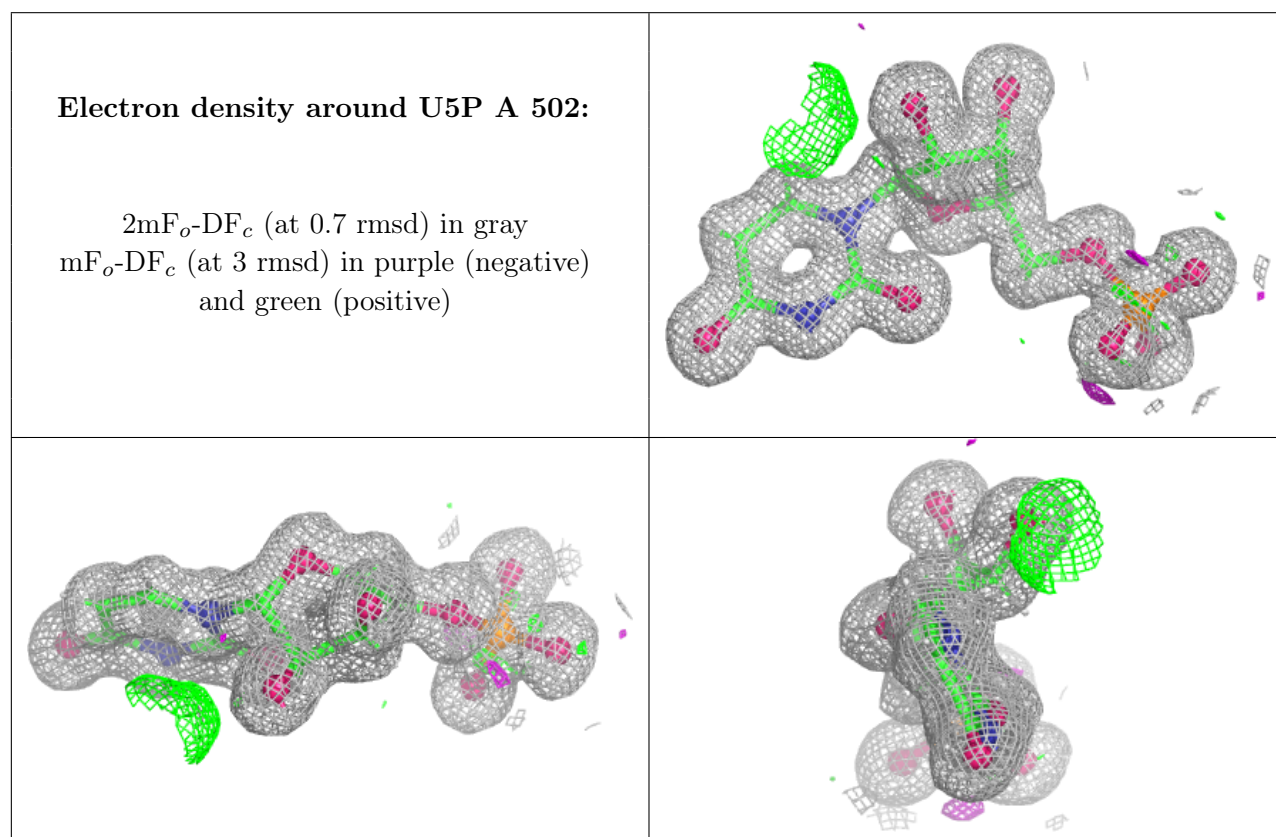 Electron density around U5P A 502:
2mFo-DFc (at 0.7 rmsd) in gray
mFo-DFc (at 3 rmsd) in purple (negative)
and green (positive)